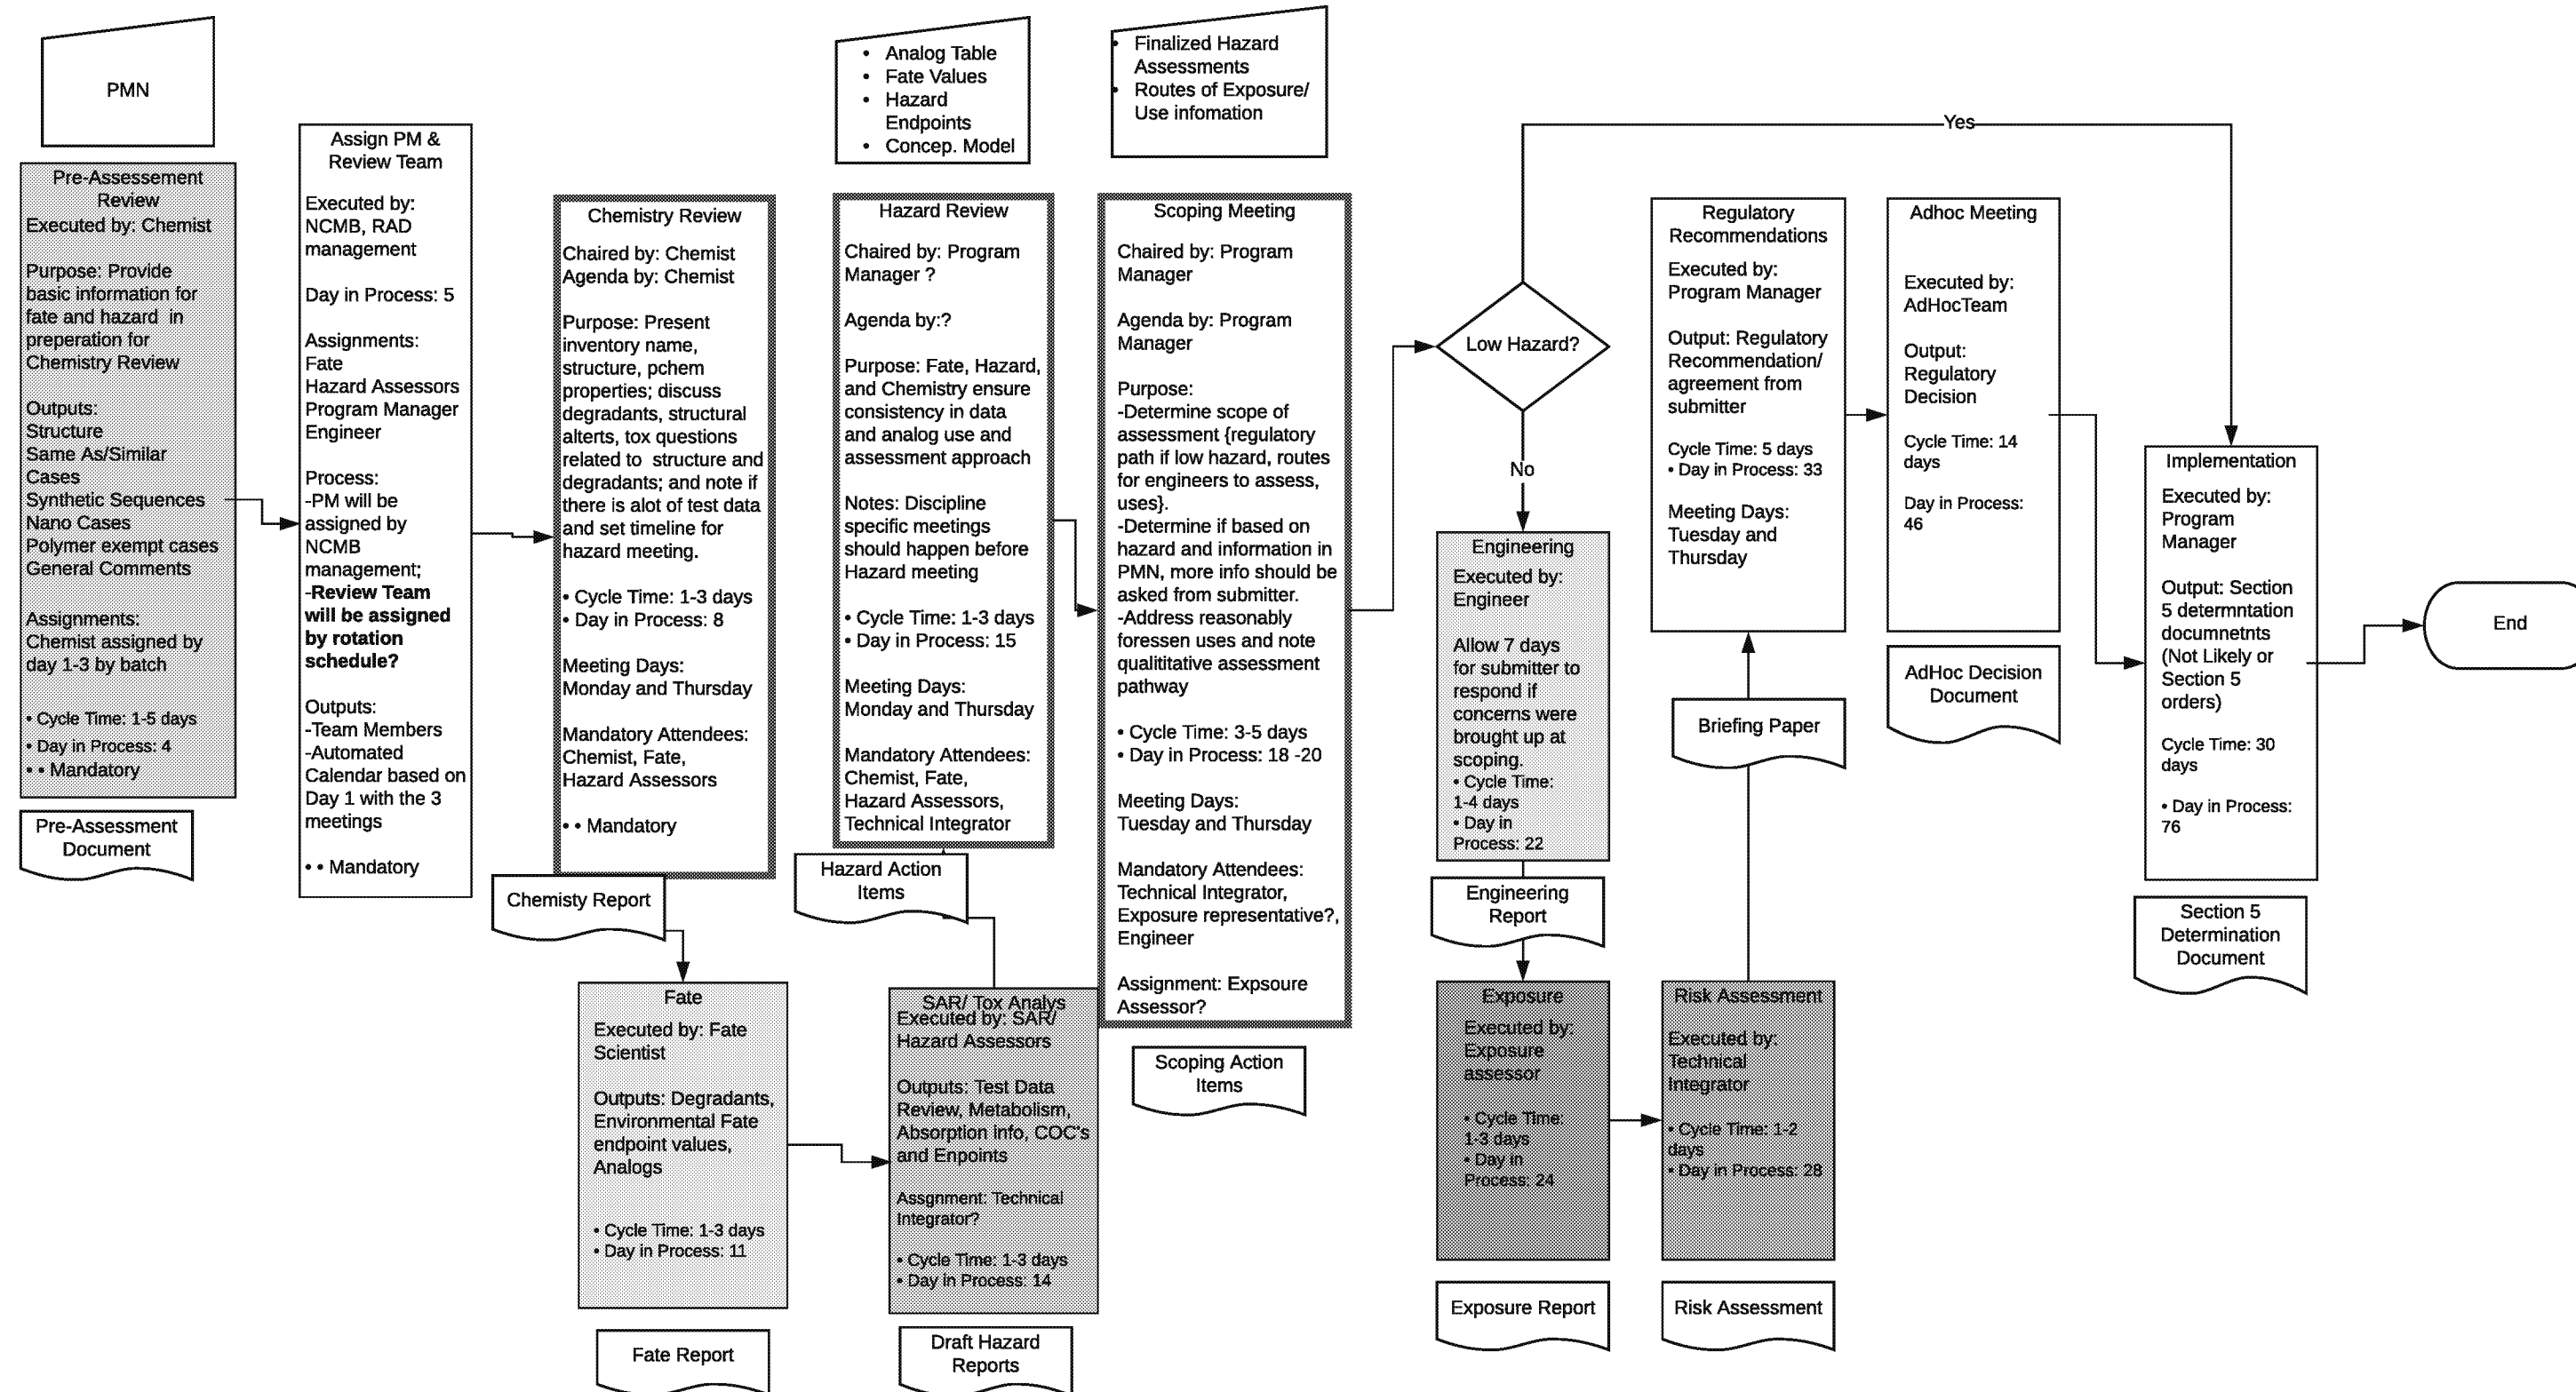 PMN
Pre-Assessement
Review
Executed by: Chemist
Purpose: Provide
basic information for
fate and hazard in
preperation for
Chemistry Review
Outputs:
Structure
Same As/Similar
Cases
Synthetic Sequences
Nano Cases
Polymer exempt cases
General Comments
Assignments:
Chemist assigned by
day 1-3 by batch
• Cycle Time: 1-5 days
• Day in Process: 4
• • Mandatory
Pre-Assessment
Document
Assign PM &
Review Team
Executed by:
NCMB, RAD
management
Day in Process: 5
Assignments:
Fate
Hazard Assessors
Program Manager
Engineer
Process:
-PM will be
assigned by
NCMB
management;
-Review Team
will be assigned
by rotation
schedule?
Outputs:
-Team Members
-Automated
Calendar based on
Day 1 with the 3
meetings
• • Mandatory
Chemistry Review
Chaired by: Chemist
Agenda by: Chemist
Purpose: Present
inventory name,
structure, pchem
properties; discuss
degradants, structural
alterts, tox questions
related to structure and
degradants; and note if
there is alot of test data
and set timeline for
hazard meeting.
• Cycle Time: 1-3 days
• Day in Process: 8
Meeting Days:
Monday and Thursday
Mandatory Attendees:
Chemist, Fate,
Hazard Assessors
• • Mandatory
Chemisty Report
Fate
Executed by: Fate
Scientist
Outputs: Degradants,
Environmental Fate
endpoint values,
Analogs
• Cycle Time: 1-3 days
• Day in Process: 11
Fate Report
• Analog Table
• Fate Values
• Hazard
Endpoints
• Concep. Model
Hazard Review
Chaired by: Program
Manager ?
Agenda by:?
Purpose: Fate, Hazard,
and Chemistry ensure
consistency in data
and analog use and
assessment approach
Notes: Discipline
specific meetings
should happen before
Hazard meeting
• Cycle Time: 1-3 days
• Day in Process: 15
Meeting Days:
Monday and Thursday
Mandatory Attendees:
Chemist, Fate,
Hazard Assessors,
Technical Integrator
Hazard Action
Items
SAR/ Tox Analys
Executed by: SAR/
Hazard Assessors
Outputs: Test Data
Review, Metabolism,
Absorption info, COC's
and Enpoints
Assgnment: Technical
Integrator?
• Cycle Time: 1-3 days
• Day in Process: 14
Draft Hazard
Reports
• Finalized Hazard
Assessments
• Routes of Exposure/
Use infomation
Scoping Meeting
Chaired by: Program
Manager
Agenda by: Program
Manager
Purpose:
-Determine scope of
assessment {regulatory
path if low hazard, routes
for engineers to assess,
uses}.
-Determine if based on
hazard and information in
PMN, more info should be
asked from submitter.
-Address reasonably
foressen uses and note
qualititative assessment
pathway
• Cycle Time: 3-5 days
• Day in Process: 18 -20
Meeting Days:
Tuesday and Thursday
Mandatory Attendees:
Technical Integrator,
Exposure representative?,
Engineer
Assignment: Expsoure
Assessor?
Scoping Action
Items
Low Hazard?
Yes
No
Engineering
Executed by:
Engineer
Allow 7 days
for submitter to
respond if
concerns were
brought up at
scoping.
• Cycle Time:
1-4 days
• Day in
Process: 22
Engineering
Report
Exposure
Executed by:
Exposure
assessor
• Cycle Time:
1-3 days
• Day in
Process: 24
Exposure Report
Risk Assessment
Executed by:
Technical
Integrator
• Cycle Time: 1-2
days
• Day in Process: 28
Risk Assessment
Regulatory
Recommendations
Executed by:
Program Manager
Output: Regulatory
Recommendation/
agreement from
submitter
Cycle Time: 5 days
• Day in Process: 33
Meeting Days:
Tuesday and
Thursday
Briefing Paper
Adhoc Meeting
Executed by:
AdHocTeam
Output:
Regulatory
Decision
Cycle Time: 14
days
Day in Process:
46
AdHoc Decision
Document
Implementation
Executed by:
Program
Manager
Output: Section
5 determntation
documnetnts
(Not Likely or
Section 5
orders)
Cycle Time: 30
days
• Day in Process:
76
Section 5
Determination
Document
End